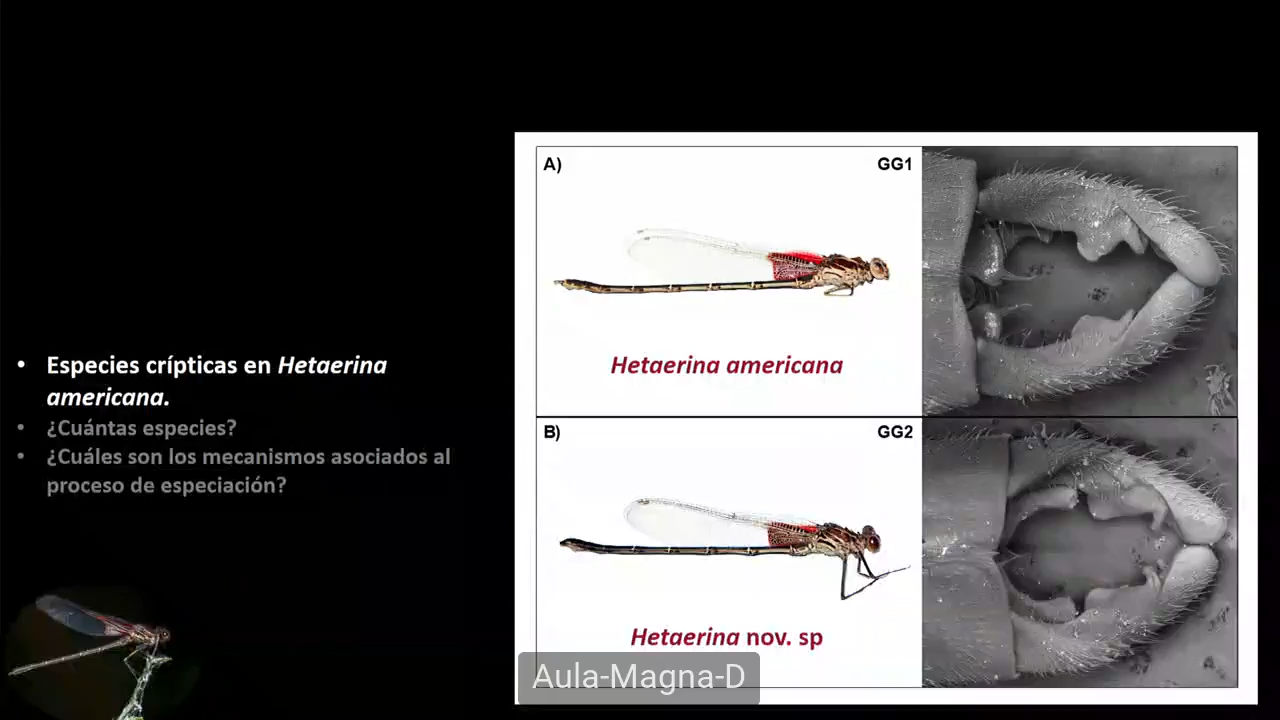 • Especies crípticas en Hetaerina
americana.
• ¿Cuántas especies?
• ¿Cuáles son los mecanismos asociados al
proceso de especiación?
A)
GG1
Hetaerina americana
B)
GG2
Hetaerina nov. sp
Aula-Magna-D